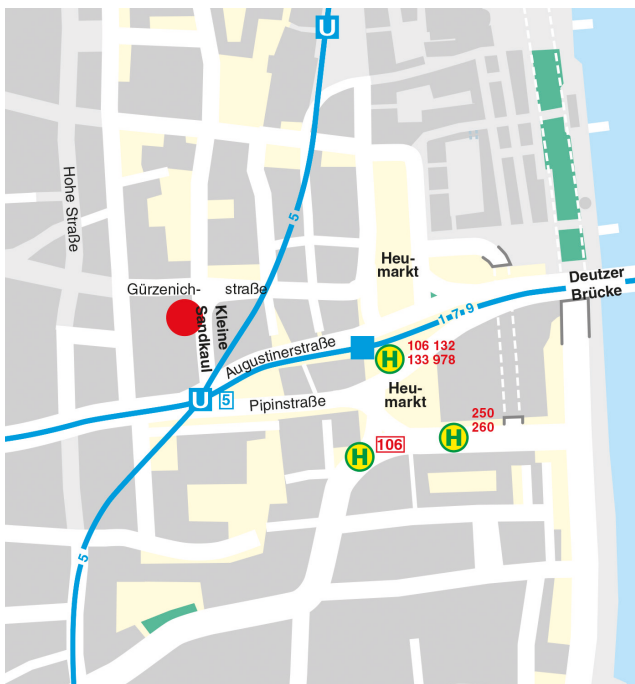 U
5
Hohe Straße
Heu-
markt
Gürzenich- straße
Deutzer
Brücke
Kleine
Sandkaul
1·7·9
Augustinerstraße
H
106 132
133 978
U 5
Pipinstraße
Heu-
markt
250
260
H
H 106
5